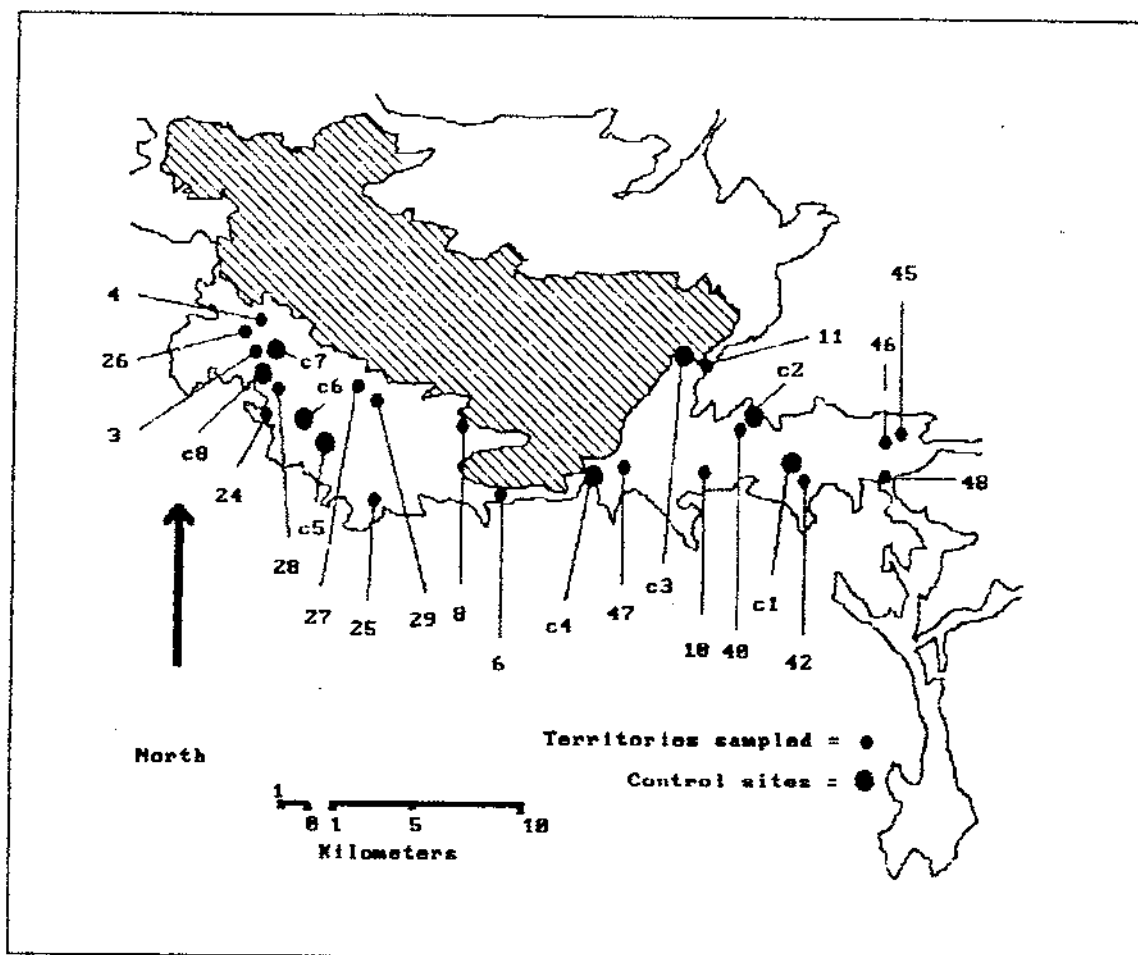 45
4
11
46
26
c7
c2
c6
3
c8
24
48
c5
28
c3
c1
27
25
29
8
c4
47
10
40
42
6
Territories sampled =
North
Control sites =
1
0 1 5 10
Kilometers